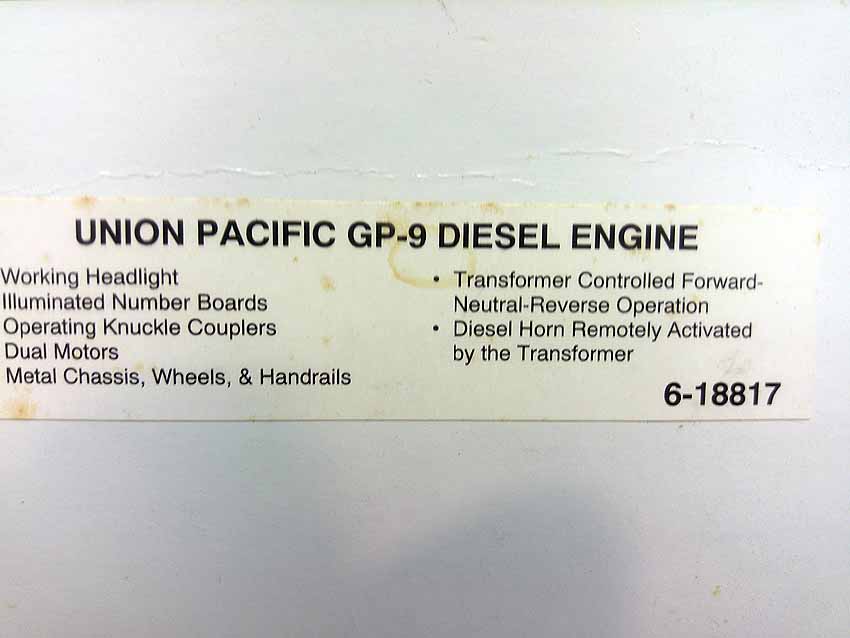 UNION PACIFIC GP-9 DIESEL ENGINE
Working Headlight
Illuminated Number Boards
Operating Knuckle Couplers
Dual Motors
Metal Chassis, Wheels, & Handrails
• Transformer Controlled Forward-
Neutral-Reverse Operation
• Diesel Horn Remotely Activated
by the Transformer
6-18817